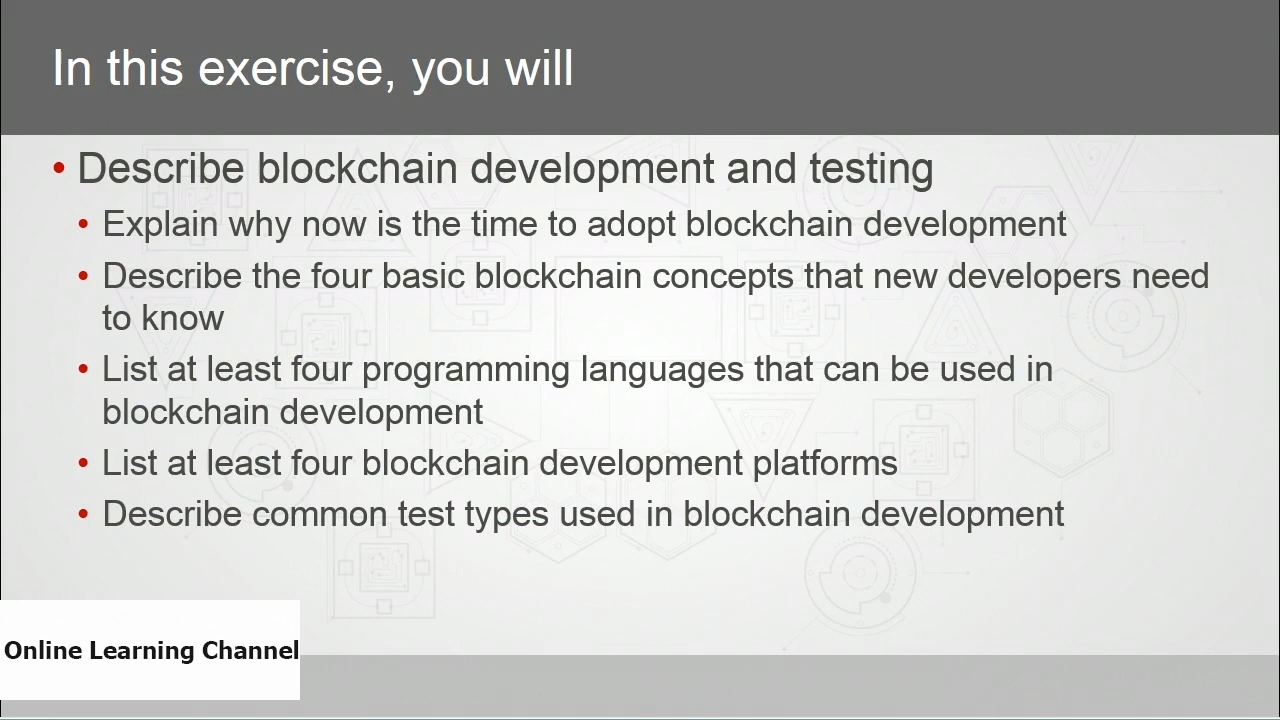 In this exercise, you will
• Describe blockchain development and testing
• Explain why now is the time to adopt blockchain development
• Describe the four basic blockchain concepts that new developers need
to know
• List at least four programming languages that can be used in
blockchain development
• List at least four blockchain development platforms
• Describe common test types used in blockchain development
Online Learning Channel